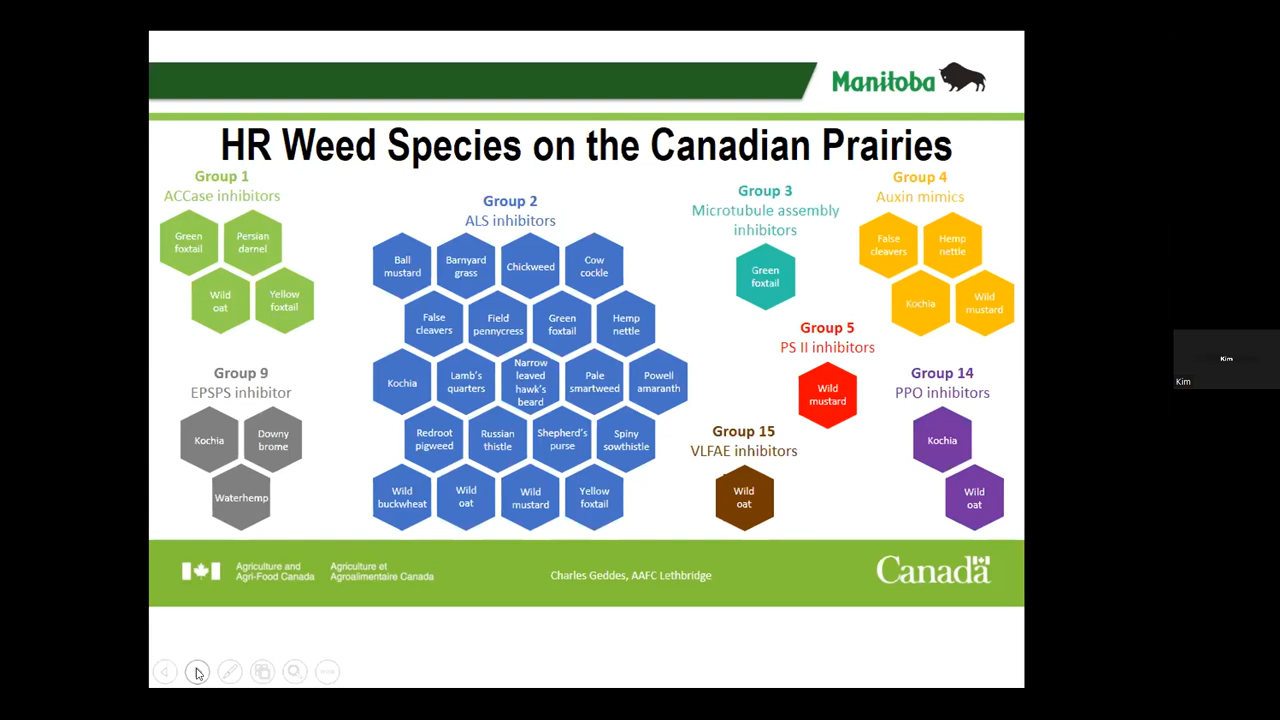 Manitoba
HR Weed Species on the Canadian Prairies
Group 1
ACCase inhibitors
Green
foxtail
Persian
darnel
Wild
oat
Yellow
foxtail
Group 2
ALS inhibitors
Ball
mustard
Barnyard
grass
Chickweed
Cow
cockle
False
cleavers
Field
pennycress
Green
foxtail
Hemp
nettle
Kochia
Lamb's
quarters
Narrow
leaved
hawk's
beard
Pale
smartweed
Powell
amaranth
Redroot
pigweed
Russian
thistle
Shepherd's
purse
Spiny
sowthistle
Wild
buckwheat
Wild
oat
Wild
mustard
Yellow
foxtail
Group 3
Microtubule assembly
inhibitors
Green
foxtail
Group 4
Auxin mimics
False
cleavers
Hemp
nettle
Kochia
Wild
mustard
Group 5
PS II inhibitors
Wild
mustard
Group 9
EPSPS inhibitor
Kochia
Downy
brome
Waterhemp
Group 15
VLFAE inhibitors
Wild
oat
Group 14
PPO inhibitors
Kochia
Wild
oat
Agriculture and
Agri-Food Canada
Agriculture et
Agroalimentaire Canada
Charles Geddes, AAFC Lethbridge
Canada
Kim
Kim